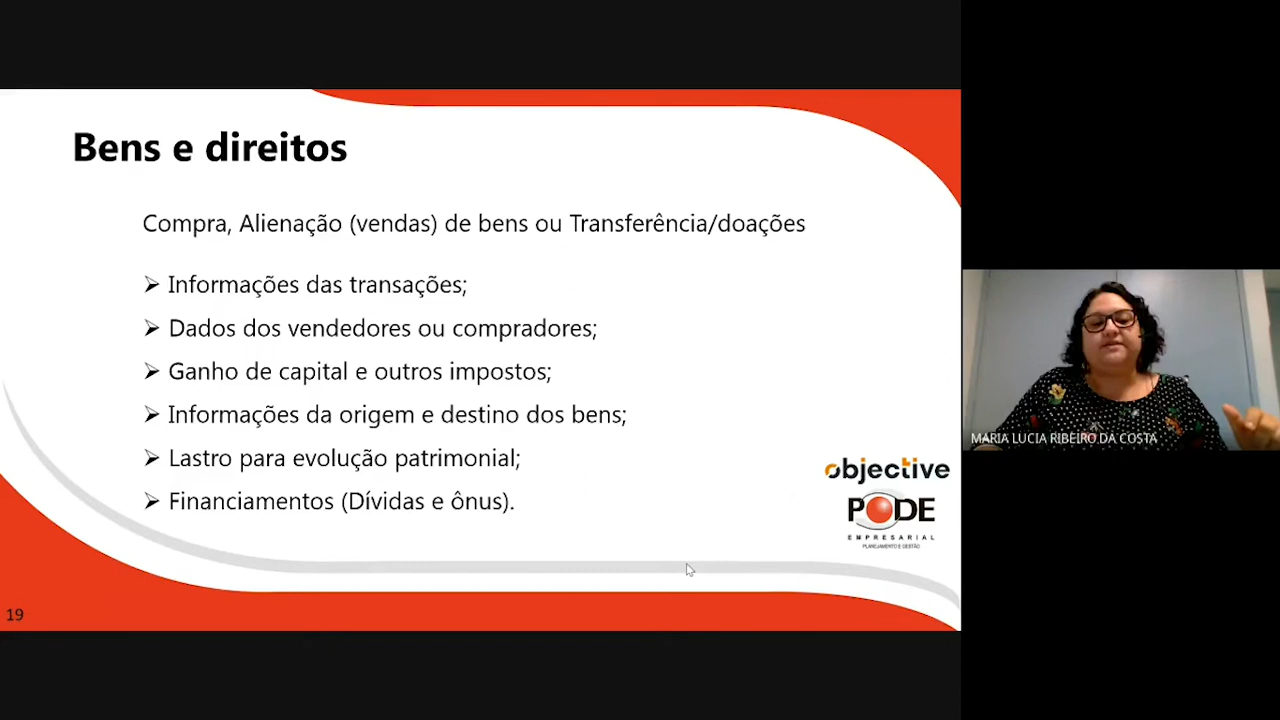 Bens e direitos
Compra, Alienação (vendas) de bens ou Transferência/doações
➢ Informações das transações;
➢ Dados dos vendedores ou compradores;
➢ Ganho de capital e outros impostos;
➢ Informações da origem e destino dos bens;
➢ Lastro para evolução patrimonial;
➢ Financiamentos (Dívidas e ônus).
objective
PODE
EMPRESARIAL
PLANEJAMENTO E GESTÃO
19
MARIA LUCIA RIBEIRO DA COSTA